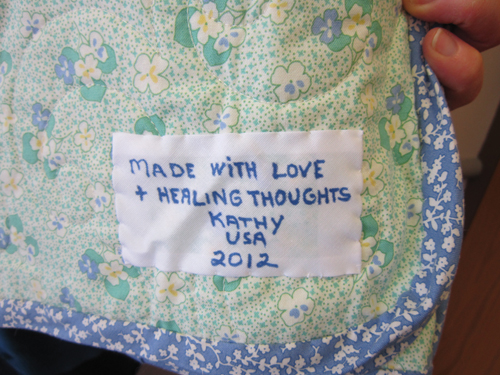 MADE WITH LOVE
+ HEALING THOUGHTS
KATHY
USA
2012